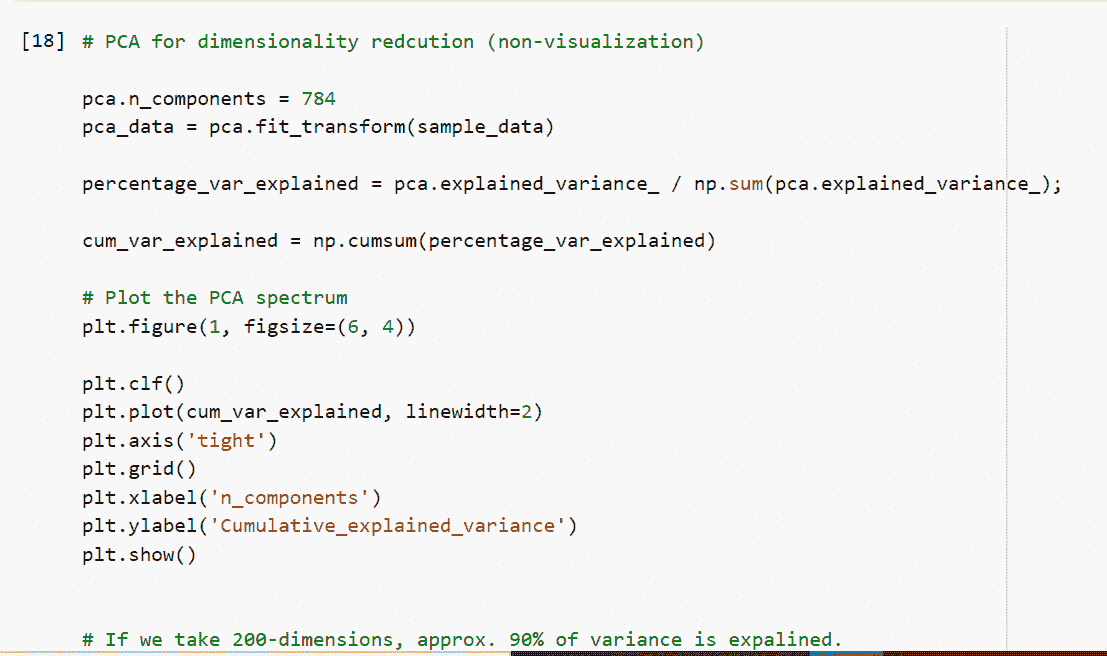 [18] # PCA for dimensionality redcution (non-visualization)
pca.n_components = 784
pca_data = pca.fit_transform(sample_data)
percentage_var_explained = pca.explained_variance_ / np.sum(pca.explained_variance_);
cum_var_explained = np.cumsum(percentage_var_explained)
# Plot the PCA spectrum
plt.figure(1, figsize=(6, 4))
plt.clf()
plt.plot(cum_var_explained, linewidth=2)
plt.axis('tight')
plt.grid()
plt.xlabel('n_components')
plt.ylabel('Cumulative_explained_variance')
plt.show()
# If we take 200-dimensions, approx. 90% of variance is expalined.